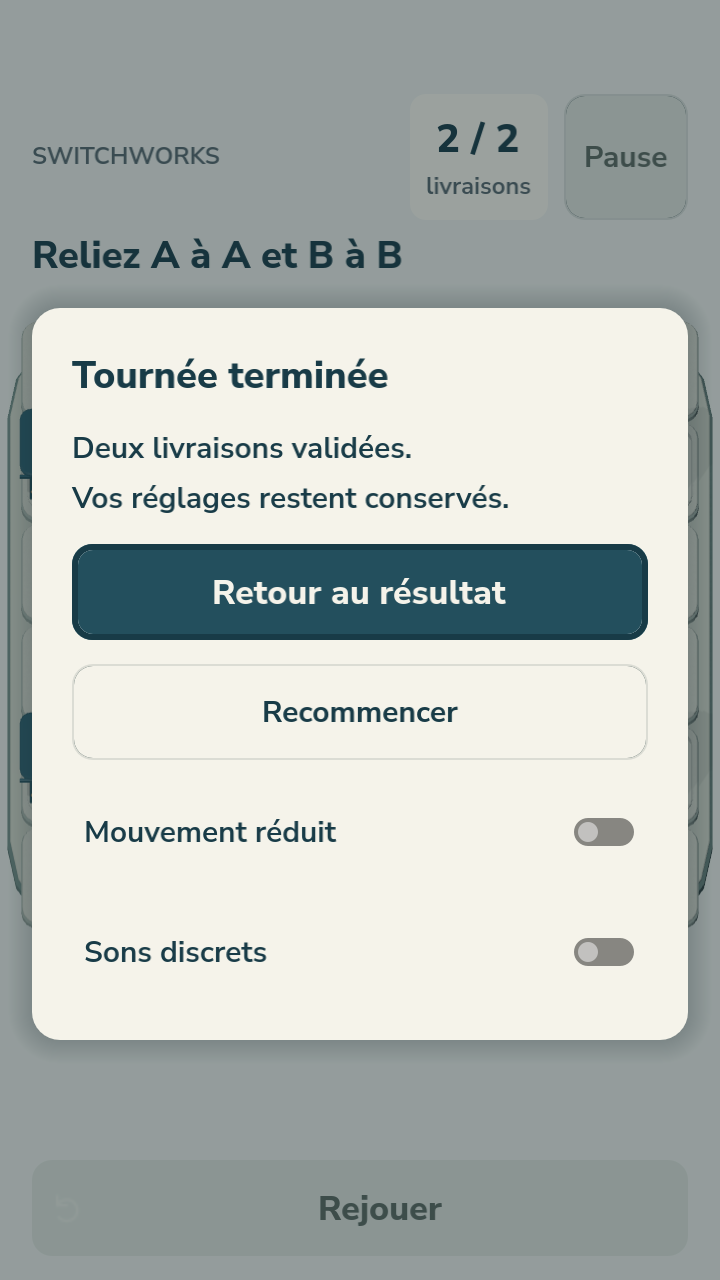 SWITCHWORKS
2 / 2
livraisons
Pause
Reliez A à A et B à B
Tournée terminée
Deux livraisons validées.
Vos réglages restent conservés.
Retour au résultat
Recommencer
Mouvement réduit
Sons discrets
Rejouer